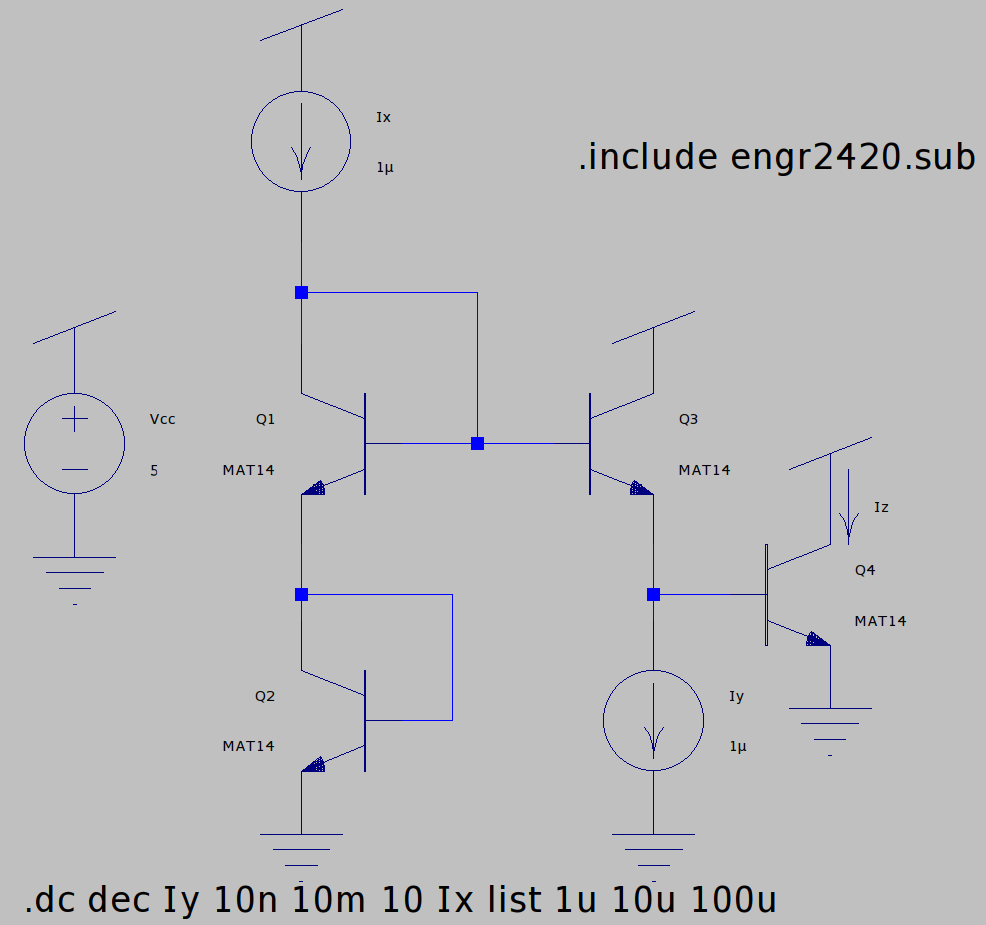 Ix
1µ
.include engr2420.sub
Vcc
5
Q1
MAT14
Q3
MAT14
Iz
Q4
MAT14
Q2
MAT14
Iy
1µ
.dc dec Iy 10n 10m 10 Ix list 1u 10u 100u